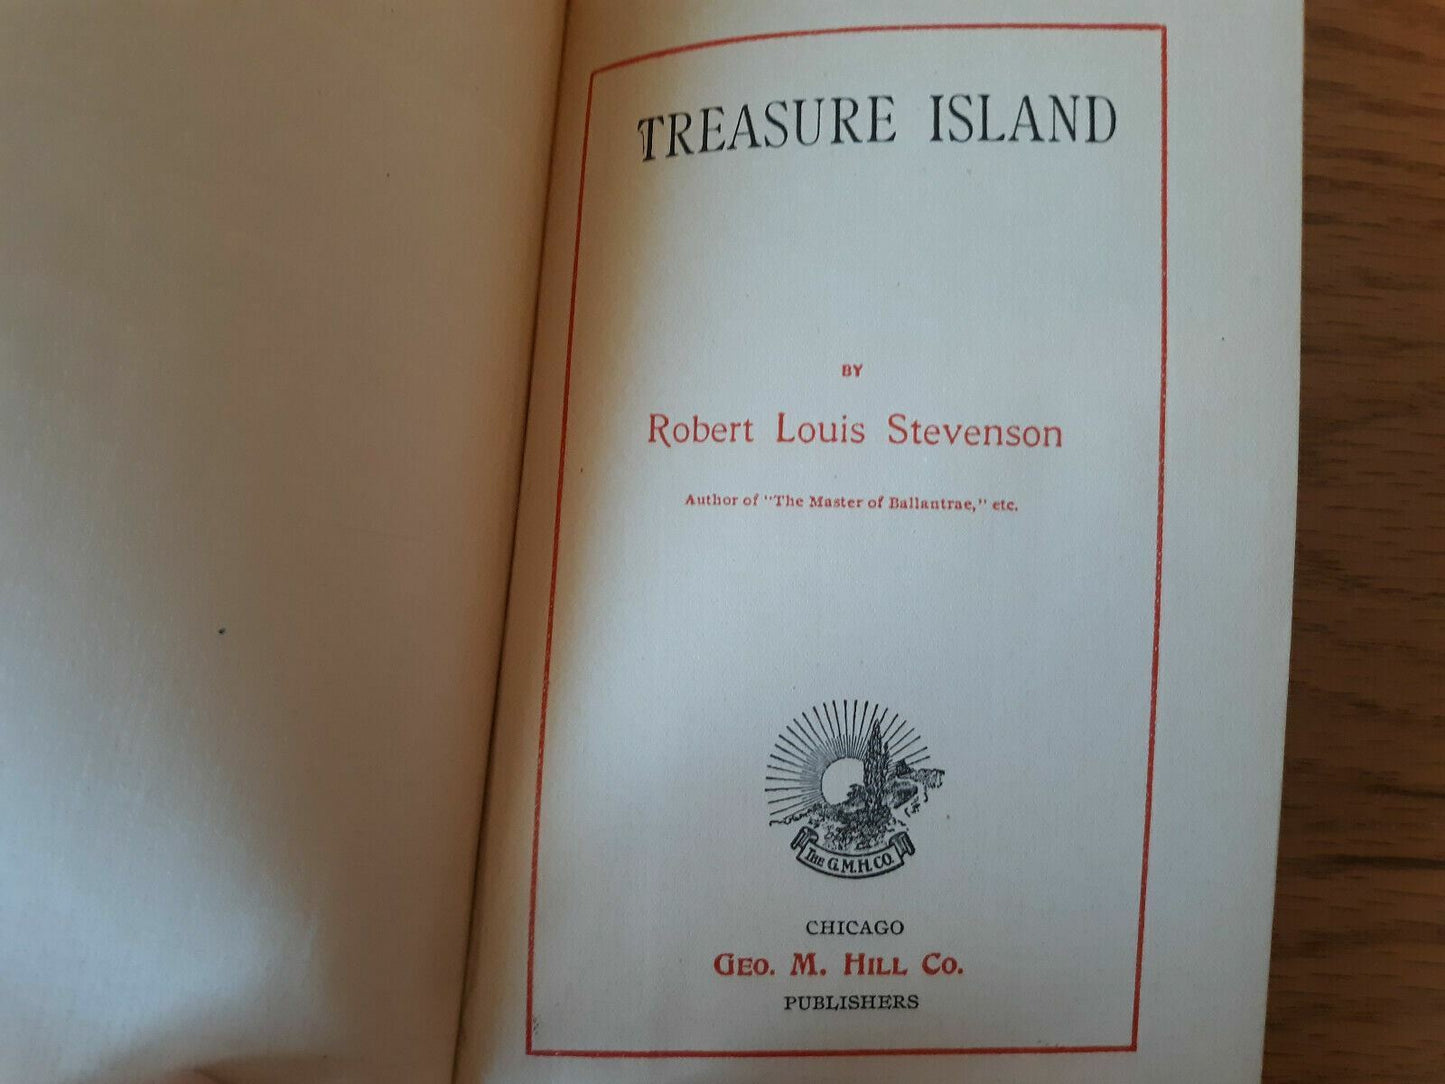 TREASURE ISLAND
BY
Robert Louis Stevenson
Author of "The Master of Ballantrae," etc.
THE G.M.H. CO.
CHICAGO
GEO. M. HILL CO.
PUBLISHERS